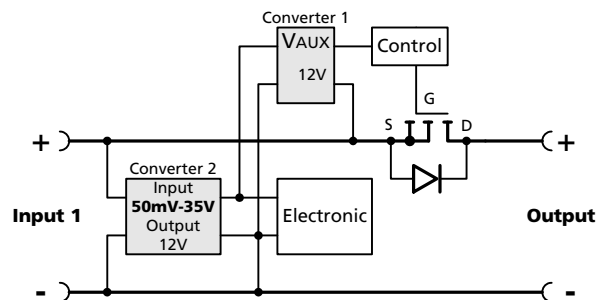 Converter 1
VAUX
12V
Control
S
G
D
+
+
Converter 2
Input
50mV-35V
Output
12V
Electronic
Input 1
Output
-
-